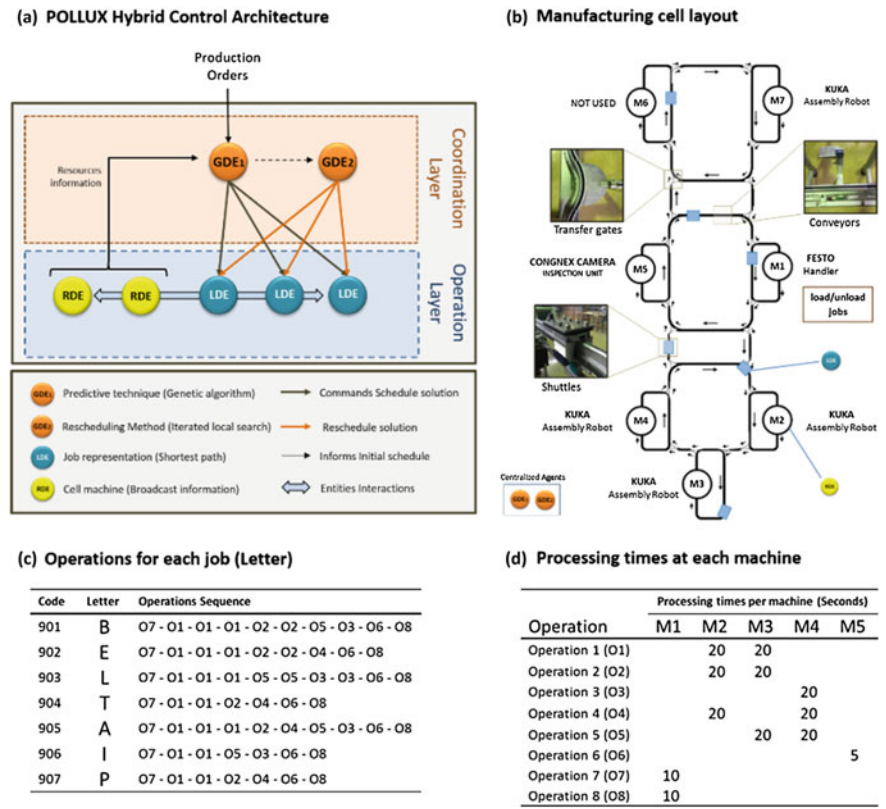 (a) POLLUX Hybrid Control Architecture
Production
Orders
Resources
information
GDE1
GDE2
Coordination
Layer
RDE
RDE
LDE
LDE
LDE
Operation
Layer
GDE1 Predictive technique (Genetic algorithm)
Commands Schedule solution
GDE2 Rescheduling Method (Iterated local search)
Reschedule solution
LDE Job representation (Shortest path)
Informs Initial schedule
RDE Cell machine (Broadcast information)
Entities Interactions
(b) Manufacturing cell layout
NOT USED
M6
M7
KUKA
Assembly Robot
Transfer gates
Conveyors
CONGNEX CAMERA
INSPECTION UNIT
M5
M1
FESTO
Handler
load/unload
Jobs
Shuttles
LDE
KUKA
Assembly Robot
M4
M2
KUKA
Assembly Robot
Centralized Agents
GDE1 GDE2
KUKA
Assembly Robot
M3
RDE
(c) Operations for each job (Letter)
Code Letter Operations Sequence
901 B O7 - O1 - O1 - O1 - O2 - O2 - O5 - O3 - O6 - O8
902 E O7 - O1 - O1 - O1 - O2 - O2 - O4 - O6 - O8
903 L O7 - O1 - O1 - O1 - O5 - O5 - O3 - O3 - O6 - O8
904 T O7 - O1 - O1 - O2 - O4 - O6 - O8
905 A O7 - O1 - O1 - O1 - O2 - O4 - O5 - O3 - O6 - O8
906 I O7 - O1 - O1 - O5 - O3 - O6 - O8
907 P O7 - O1 - O1 - O2 - O4 - O6 - O8
(d) Processing times at each machine
Processing times per machine (Seconds)
Operation M1 M2 M3 M4 M5
Operation 1 (O1) 20 20
Operation 2 (O2) 20 20
Operation 3 (O3) 20
Operation 4 (O4) 20 20
Operation 5 (O5) 20 20
Operation 6 (O6) 5
Operation 7 (O7) 10
Operation 8 (O8) 10